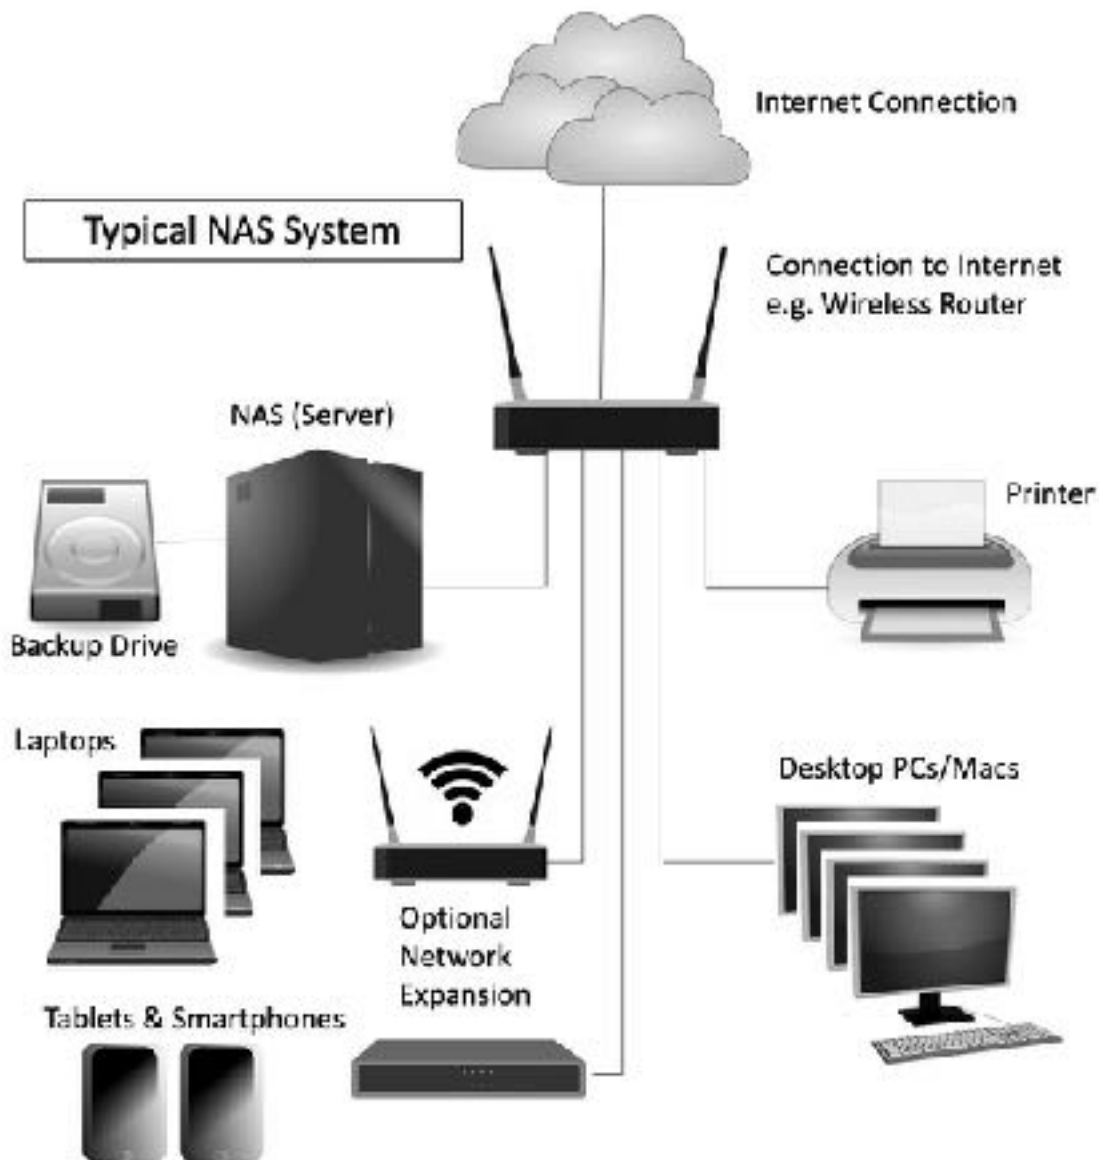 Internet Connection
Typical NAS System
Connection to Internet
e.g. Wireless Router
NAS (Server)
Printer
Backup Drive
Laptops
Desktop PCs/Macs
Optional
Network
Expansion
Tablets & Smartphones